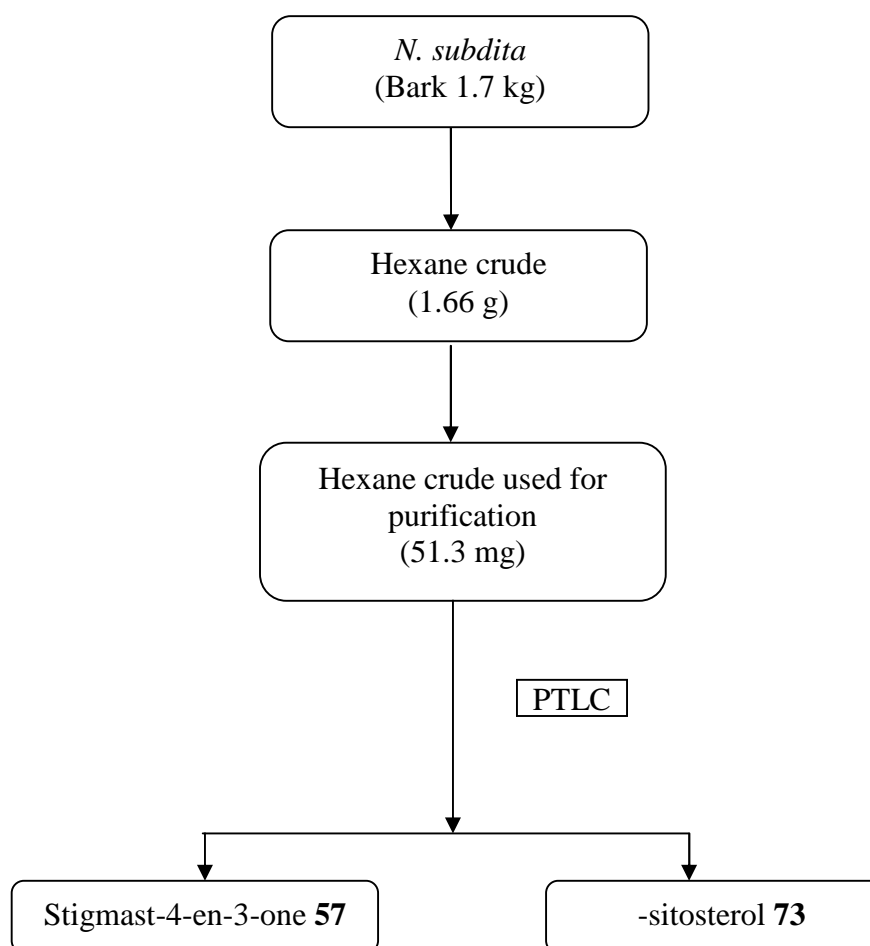 N. subdita
(Bark 1.7 kg)
Hexane crude
(1.66 g)
Hexane crude used for
purification
(51.3 mg)
PTLC
Stigmast-4-en-3-one 57
-sitosterol 73